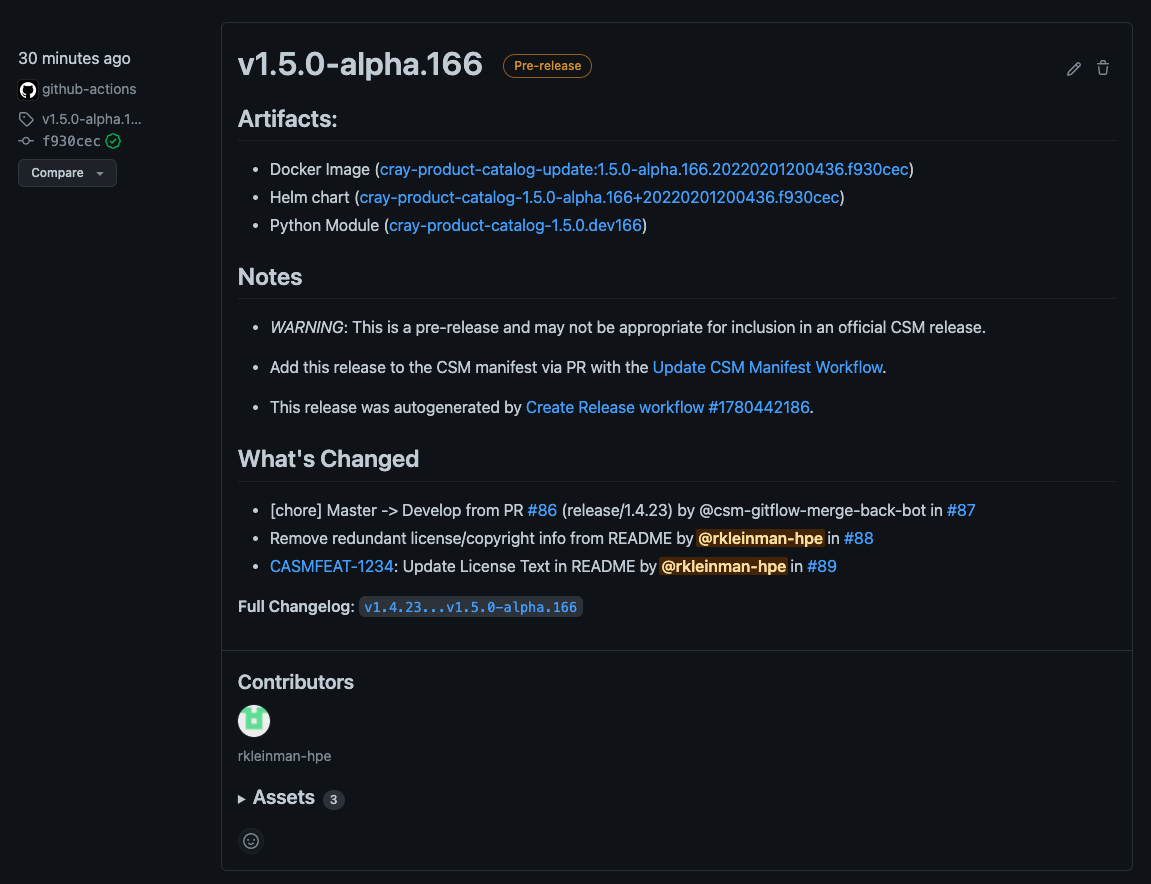 30 minutes ago
github-actions
v1.5.0-alpha.1...
f930cec
Compare
v1.5.0-alpha.166 Pre-release
Artifacts:
• Docker Image (cray-product-catalog-update:1.5.0-alpha.166.20220201200436.f930cec)
• Helm chart (cray-product-catalog-1.5.0-alpha.166+20220201200436.f930cec)
• Python Module (cray-product-catalog-1.5.0.dev166)
Notes
• WARNING: This is a pre-release and may not be appropriate for inclusion in an official CSM release.
• Add this release to the CSM manifest via PR with the Update CSM Manifest Workflow.
• This release was autogenerated by Create Release workflow #1780442186.
What's Changed
• [chore] Master -> Develop from PR #86 (release/1.4.23) by @csm-gitflow-merge-back-bot in #87
• Remove redundant license/copyright info from README by @rkleinman-hpe in #88
• CASMFEAT-1234: Update License Text in README by @rkleinman-hpe in #89
Full Changelog: v1.4.23...v1.5.0-alpha.166
Contributors
rkleinman-hpe
Assets 3